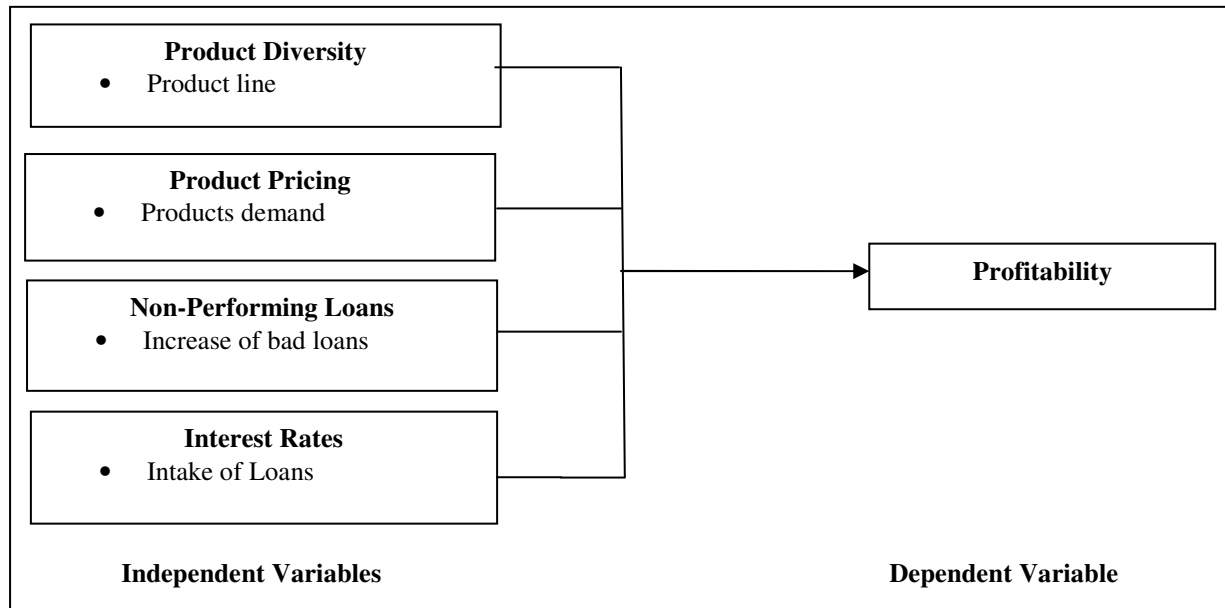 Product Diversity
• Product line
Product Pricing
• Products demand
Non-Performing Loans
• Increase of bad loans
Interest Rates
• Intake of Loans
Profitability
Independent Variables
Dependent Variable